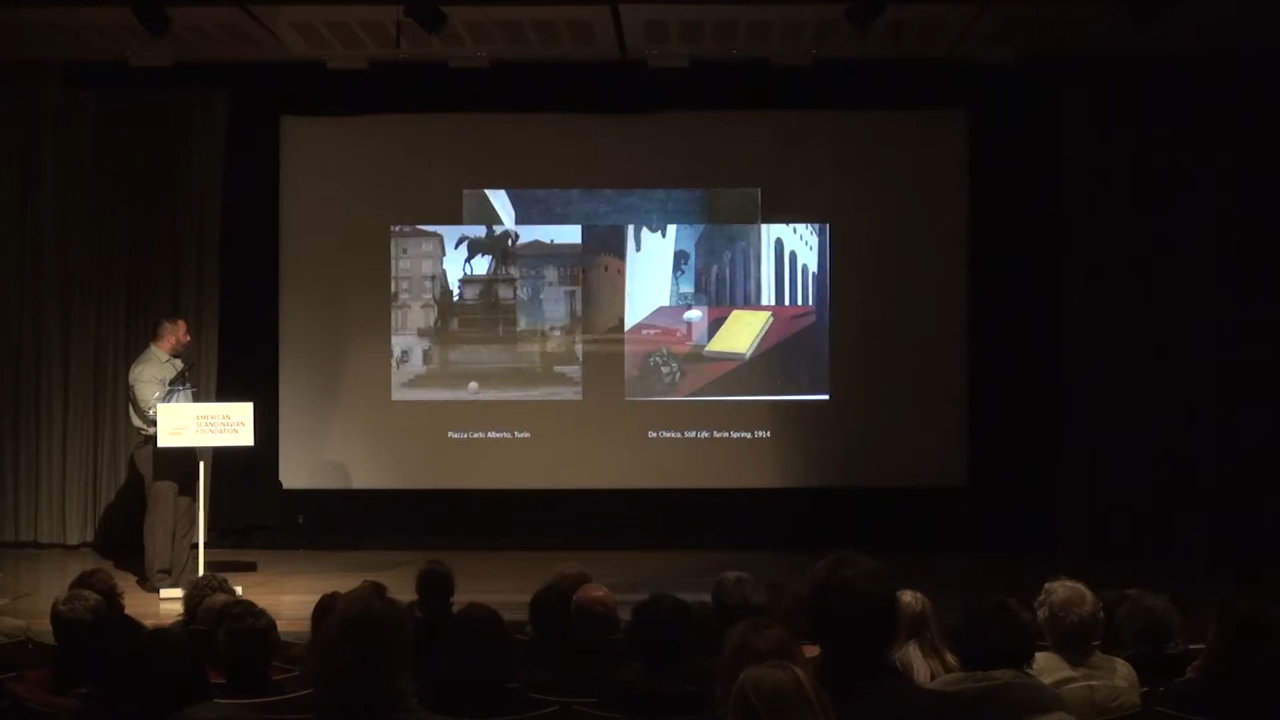 AMERICAN
SCANDINAVIAN
FOUNDATION
Piazza Carlo Alberto, Turin
De Chirico, Still Life: Turin Spring, 1914